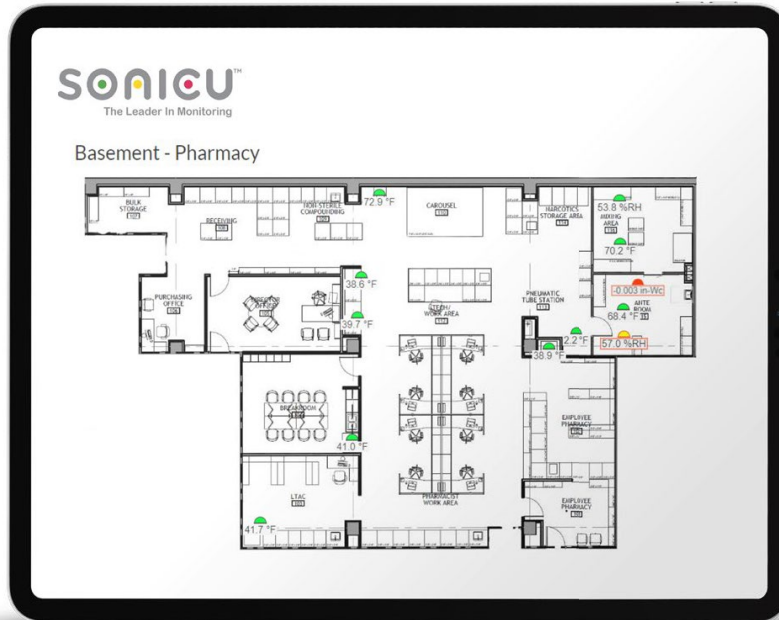 SONICU™
The Leader In Monitoring
Basement - Pharmacy
BULK
STORAGE
107
RECEIVING
NON-STERILE
COMPOUNDING
72.9 °F
CAROUSEL
NARCOTICS
STORAGE AREA
53.8 %RH
MIXING
AREA
70.2 °F
38.6 °F
PURCHASING
OFFICE
OFFICE
39.7 °F
TECH/
WORK AREA
PNEUMATIC
TUBE STATION
-0.003 in-Wc
ANTE
ROOM
68.4 °F
2.2°F
57.0 %RH
38.9 °F
BREAKROOM
41.0 °F
EMPLOYEE
PHARMACY
LTAC
41.7 °F
PHARMACIST
WORK AREA
EMPLOYEE
PHARMACY